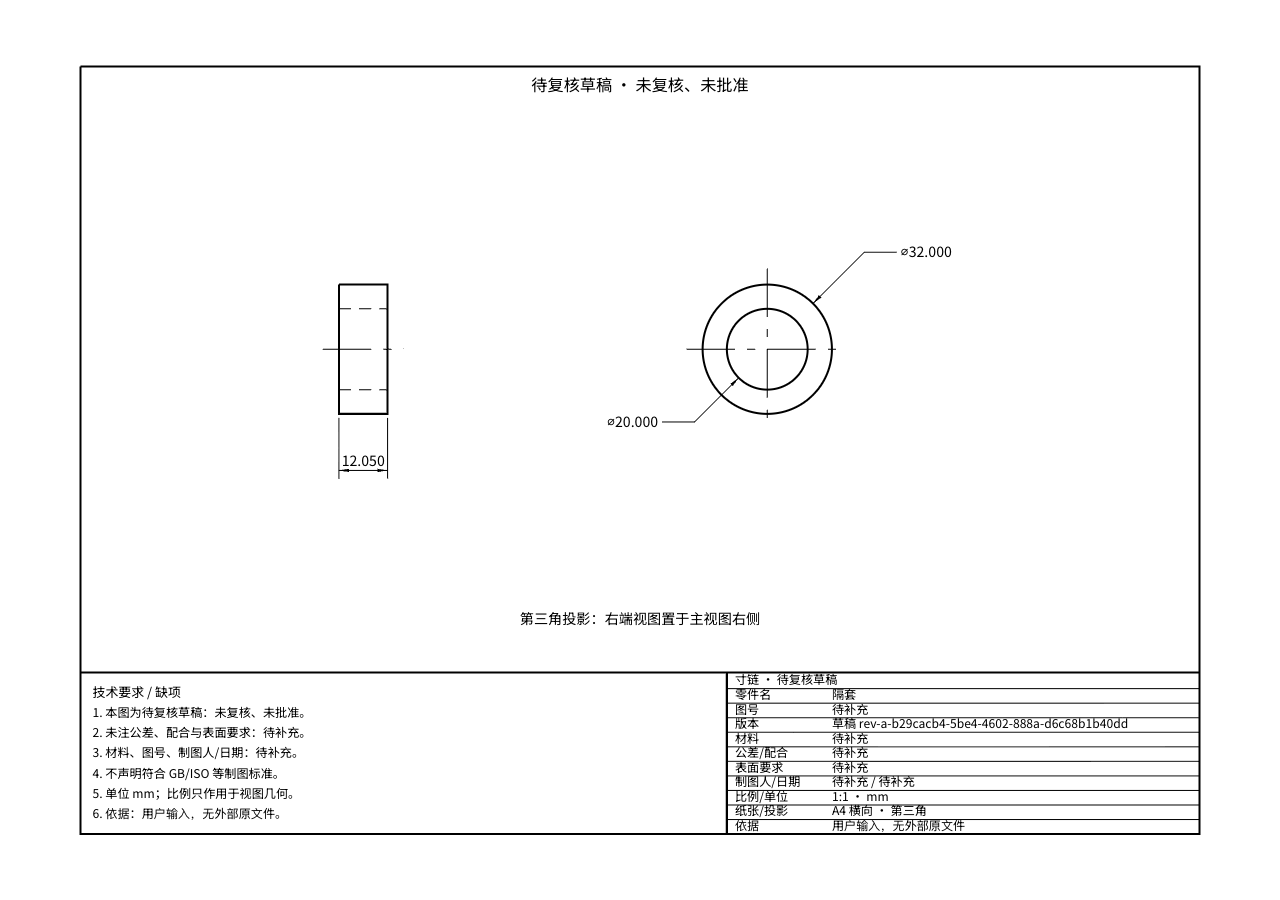 待复核草稿 · 未复核、未批准
⌀32.000
⌀20.000
12.050
第三角投影：右端视图置于主视图右侧
技术要求 / 缺项
1. 本图为待复核草稿：未复核、未批准。
2. 未注公差、配合与表面要求：待补充。
3. 材料、图号、制图人/日期：待补充。
4. 不声明符合 GB/ISO 等制图标准。
5. 单位 mm；比例只作用于视图几何。
6. 依据：用户输入，无外部原文件。
寸链 · 待复核草稿
零件名 隔套
图号 待补充
版本 草稿 rev-a-b29cacb4-5be4-4602-888a-d6c68b1b40dd
材料 待补充
公差/配合 待补充
表面要求 待补充
制图人/日期 待补充 / 待补充
比例/单位 1:1 · mm
纸张/投影 A4 横向 · 第三角
依据 用户输入，无外部原文件